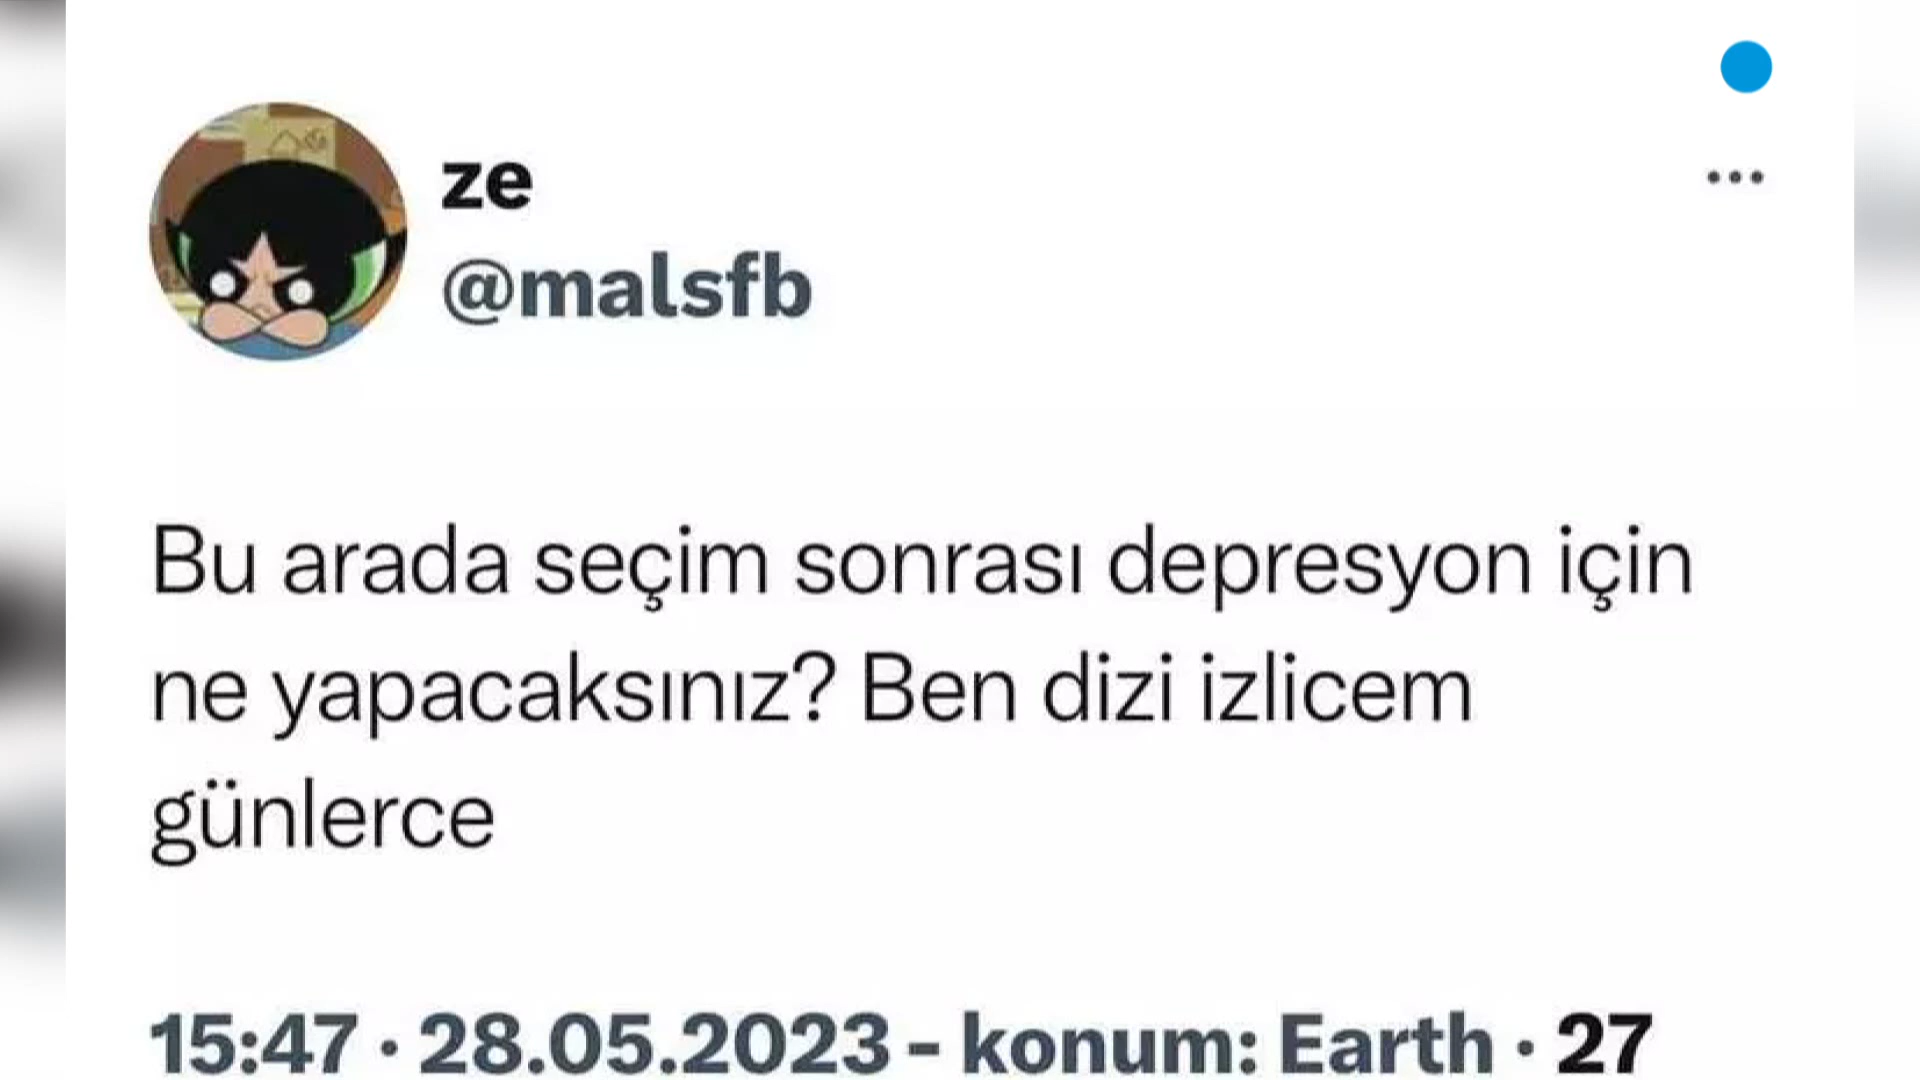 ze
@malsfb
Bu arada seçim sonrası depresyon için
ne yapacaksınız? Ben dizi izlicem
günlerce
15:47 · 28.05.2023 - konum: Earth · 27